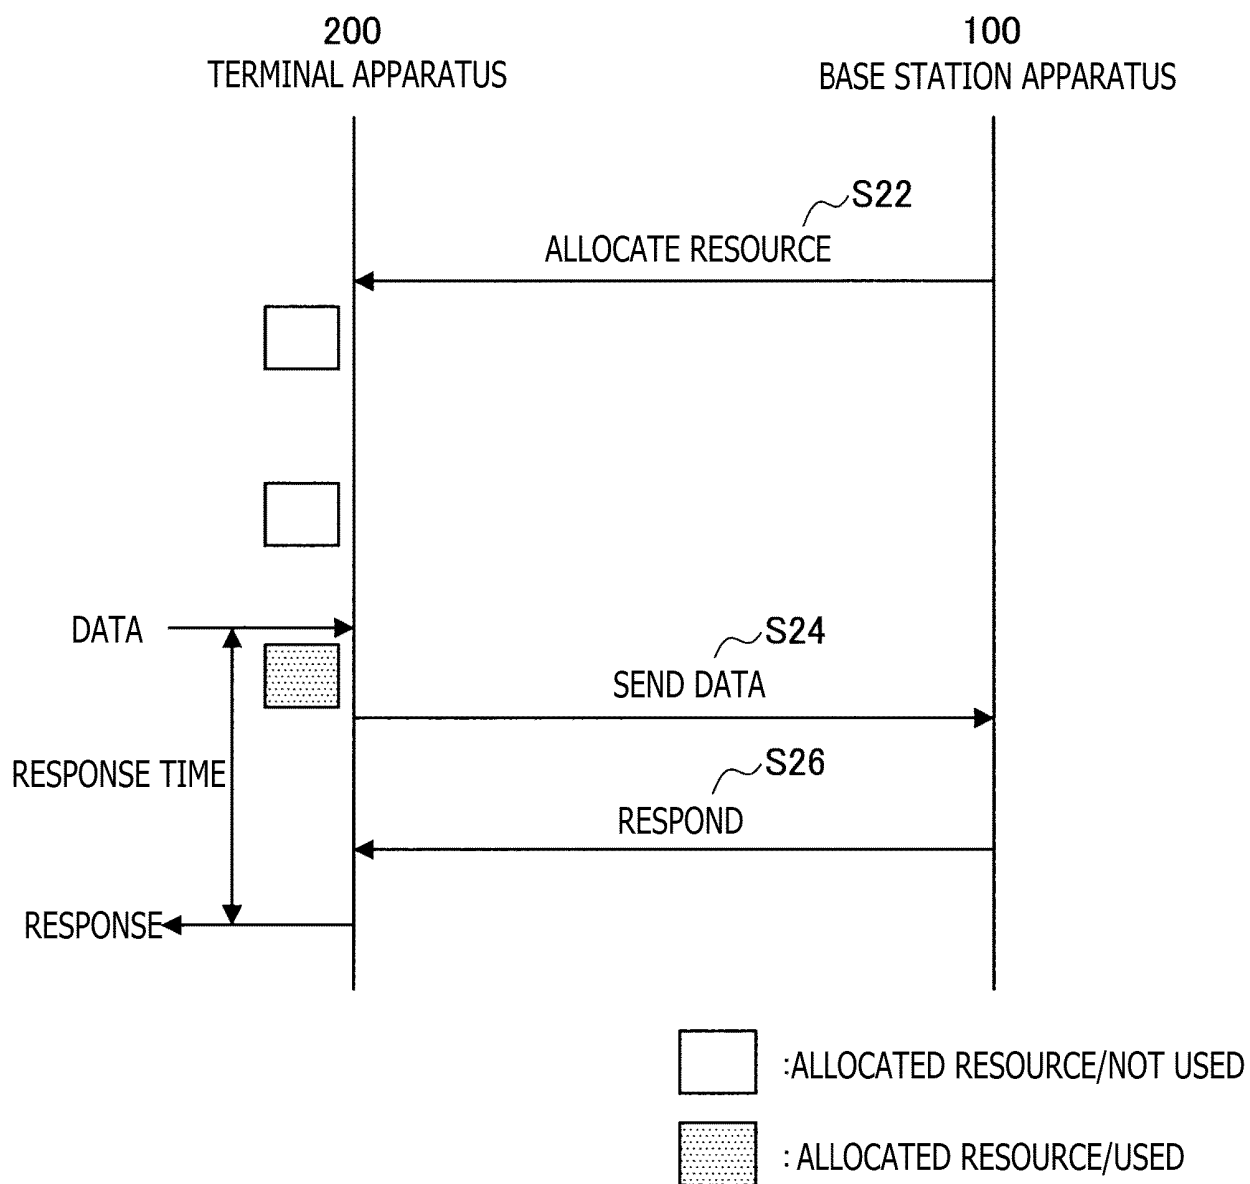 200
TERMINAL APPARATUS
100
BASE STATION APPARATUS
S22
ALLOCATE RESOURCE
DATA
S24
SEND DATA
RESPONSE TIME
S26
RESPOND
RESPONSE
:ALLOCATED RESOURCE/NOT USED
: ALLOCATED RESOURCE/USED